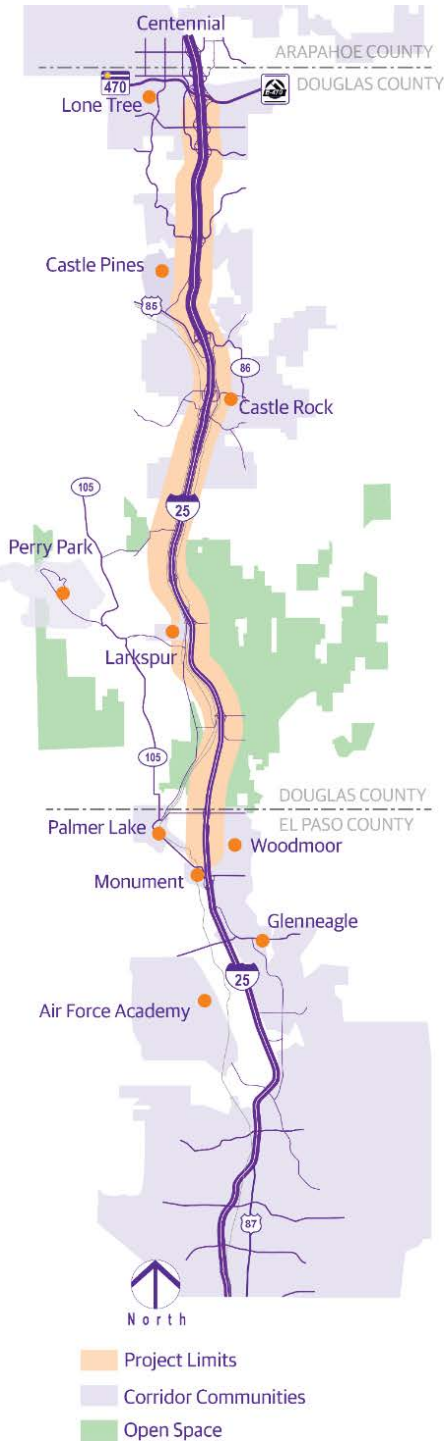 Centennial
ARAPAHOE COUNTY
DOUGLAS COUNTY
470
Lone Tree
Castle Pines
85
86
Castle Rock
105
25
Perry Park
Larkspur
105
DOUGLAS COUNTY
EL PASO COUNTY
Palmer Lake
Woodmoor
Monument
Glenneagle
25
Air Force Academy
87
North
Project Limits
Corridor Communities
Open Space